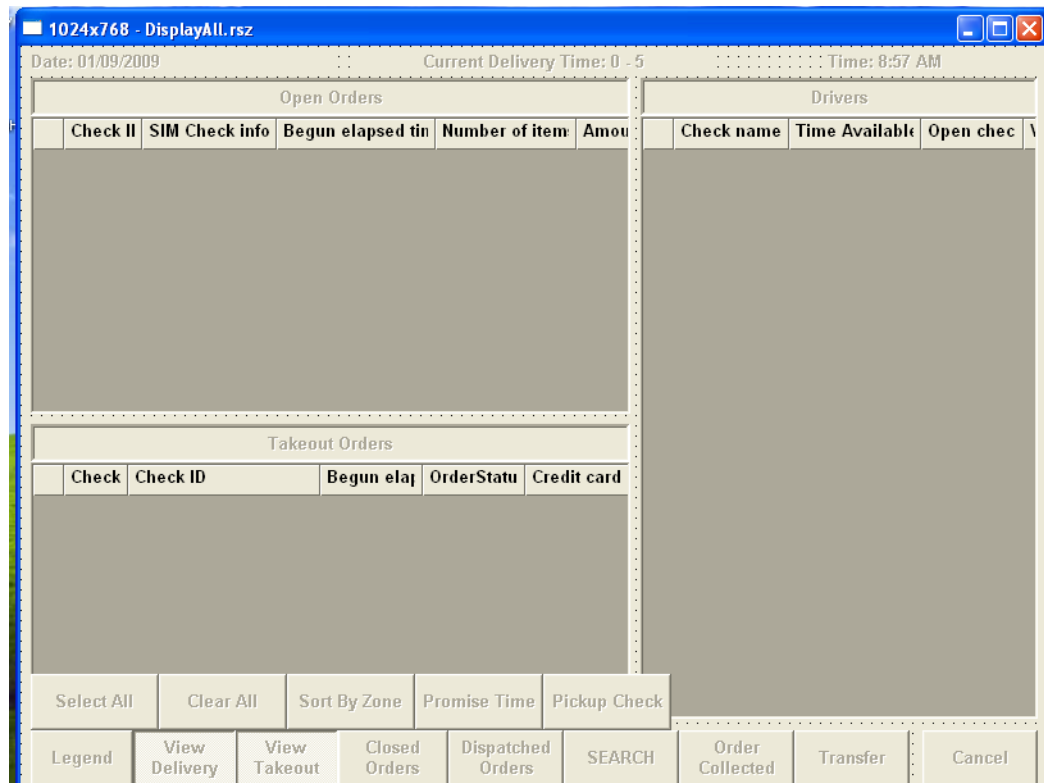 1024x768 - DisplayAll.rsz
Date: 01/09/2009 Current Delivery Time: 0 - 5 Time: 8:57 AM
Open Orders
Drivers
Check II SIM Check info Begun elapsed tin Number of item: Amou
Check name Time Available Open chec
Takeout Orders
Check Check ID Begun elap OrderStatu Credit card
Select All Clear All Sort By Zone Promise Time Pickup Check
Legend View Delivery View Takeout Closed Orders Dispatched Orders SEARCH Order Collected Transfer Cancel